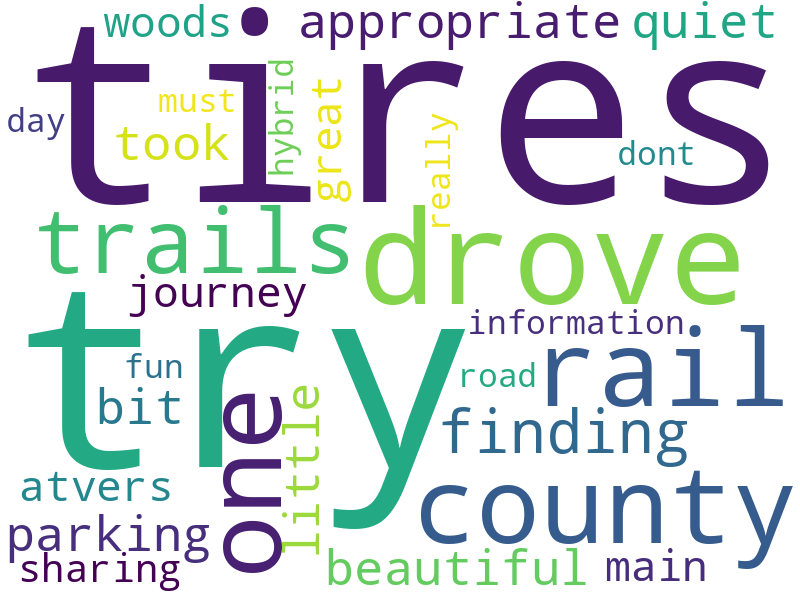 woods
appropriate
quiet
tires
day
must
took
hybrid
great
really
dont
trails
drove
journey
information
try
rail
fun
road
bit
one
little
finding
atvers
county
parking
sharing
beautiful
main